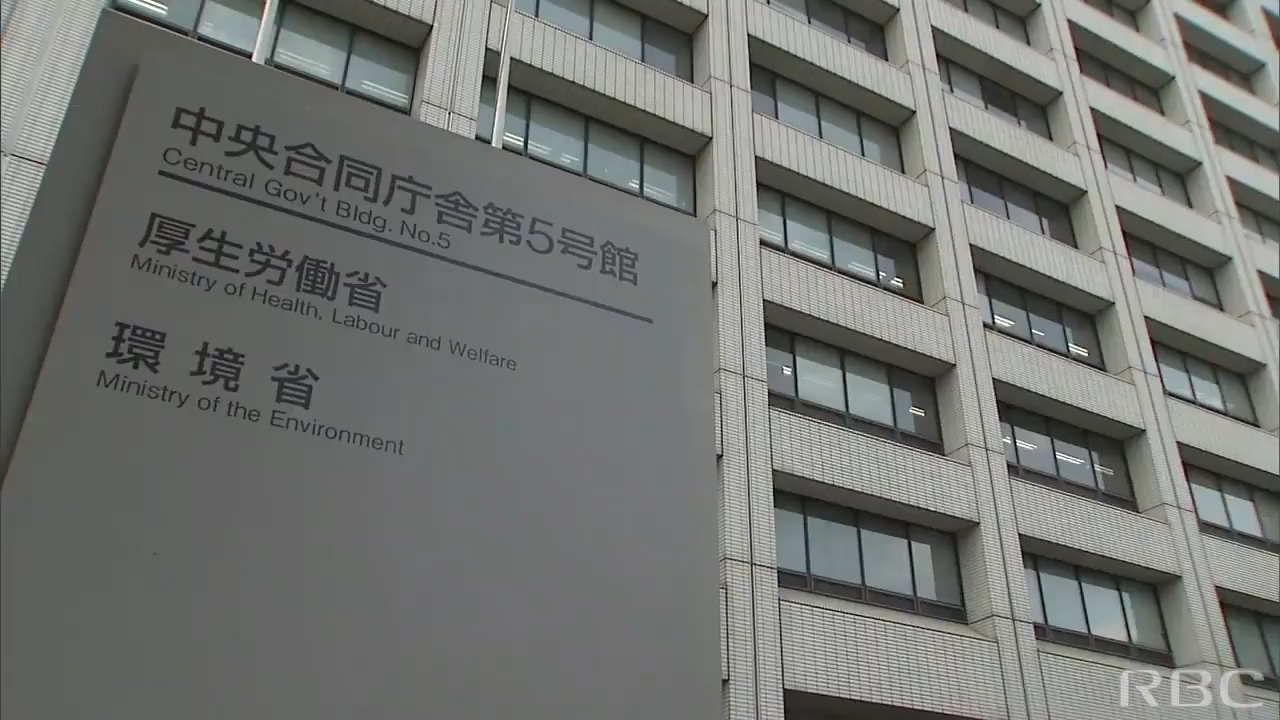 中央合同庁舎第5号館
Central Gov't Bldg. No.5
厚生労働省
Ministry of Health, Labour and Welfare
環境省
Ministry of the Environment
RBC